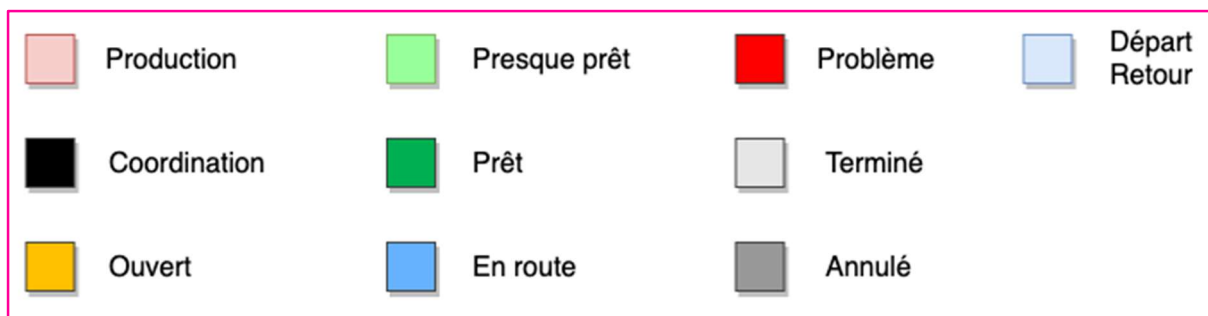 Production
Presque prêt
Problème
Départ
Retour
Coordination
Prêt
Terminé
Ouvert
En route
Annulé